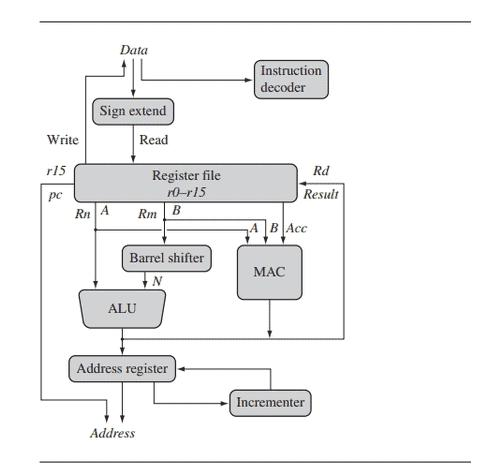 Data
Instruction
decoder
Sign extend
Write
Read
r15
pc
Register file
r0–r15
Rd
Result
Rn
A
Rm
B
A
B
Acc
Barrel shifter
N
MAC
ALU
Address register
Incrementer
Address